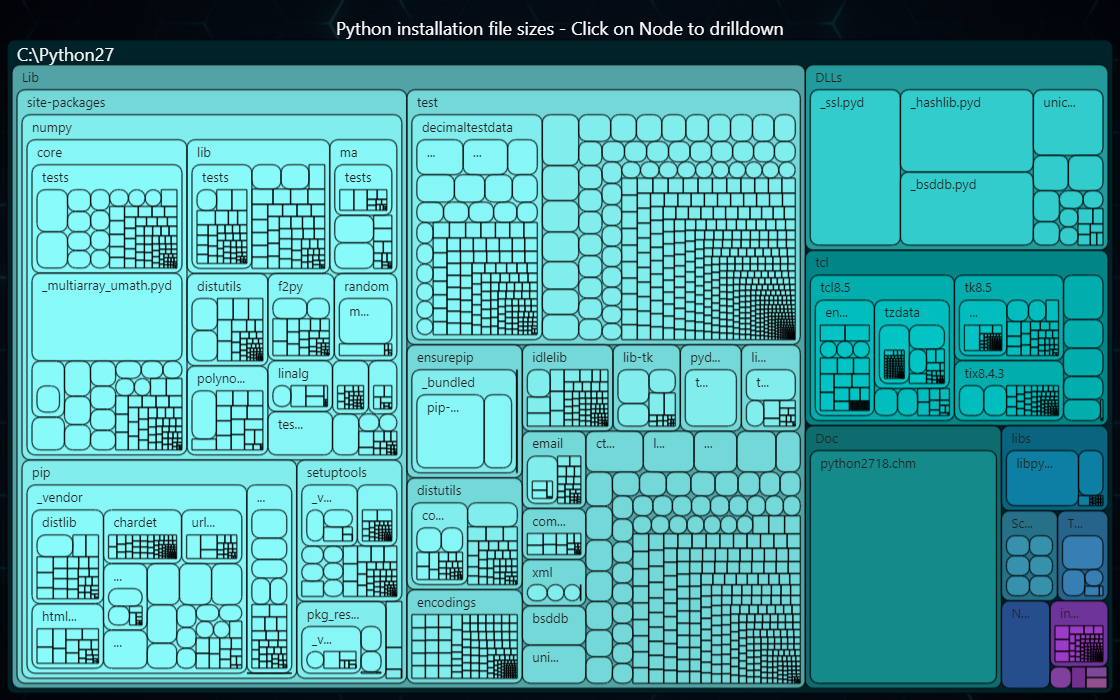 Python installation file sizes - Click on Node to drilldown
C:\Python27
Lib
site-packages
numpy
core
tests
_multiarray_umath.pyd
lib
tests
ma
tests
distutils
f2py
random
m...
polyno...
linalg
tes...
pip
_vendor
distlib
chardet
url...
html...
...
...
...
setuptools
_v...
pkg_res...
_v...
test
decimaltestdata
...
...
ensurepip
_bundled
pip-...
distutils
co...
encodings
idlelib
lib-tk
pyd...
t...
li...
t...
email
ct...
l...
...
com...
xml
bsddb
uni...
DLLs
_ssl.pyd
_hashlib.pyd
_bsddb.pyd
unic...
tcl
tcl8.5
en...
tzdata
tk8.5
...
tix8.4.3
Doc
python2718.chm
libs
libpy...
Sc...
T...
N...
in...